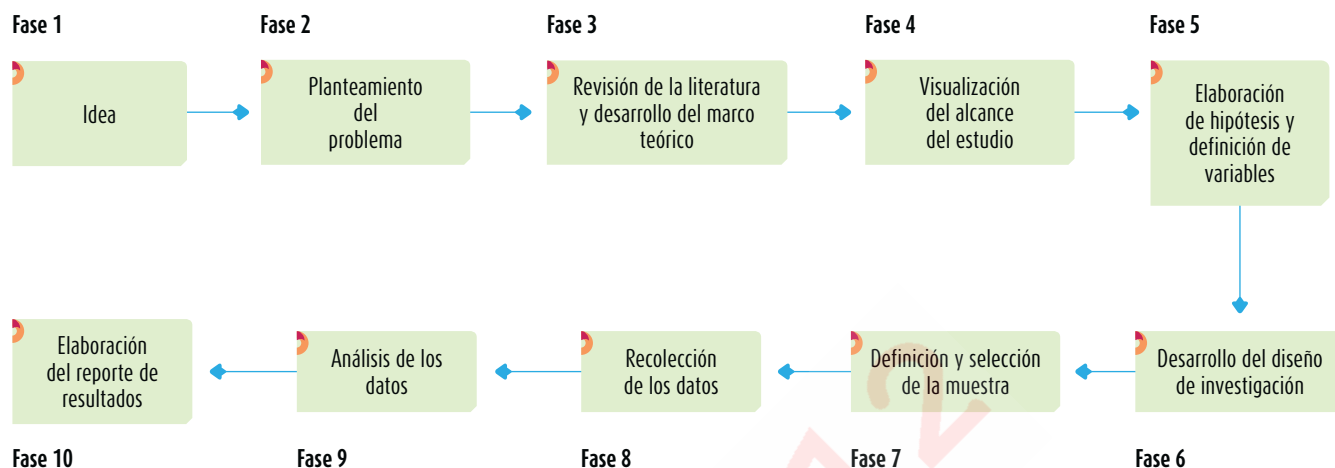 Fase 1
Idea
Fase 2
Planteamiento
del
problema
Fase 3
Revisión de la literatura
y desarrollo del marco
teórico
Fase 4
Visualización
del alcance
del estudio
Fase 5
Elaboración
de hipótesis y
definición de
variables
Desarrollo del diseño
de investigación
Fase 6
Definición y selección
de la muestra
Fase 7
Recolección
de los datos
Fase 8
Análisis de los
datos
Fase 9
Elaboración
del reporte de
resultados
Fase 10